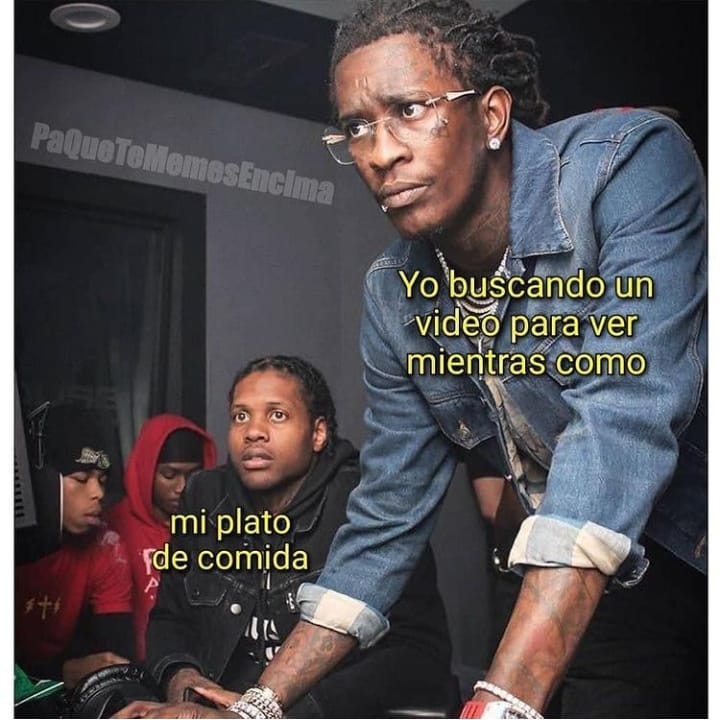 PaQueTeMemesEncima
Yo buscando un
video para ver
mientras como
mi plato
de comida